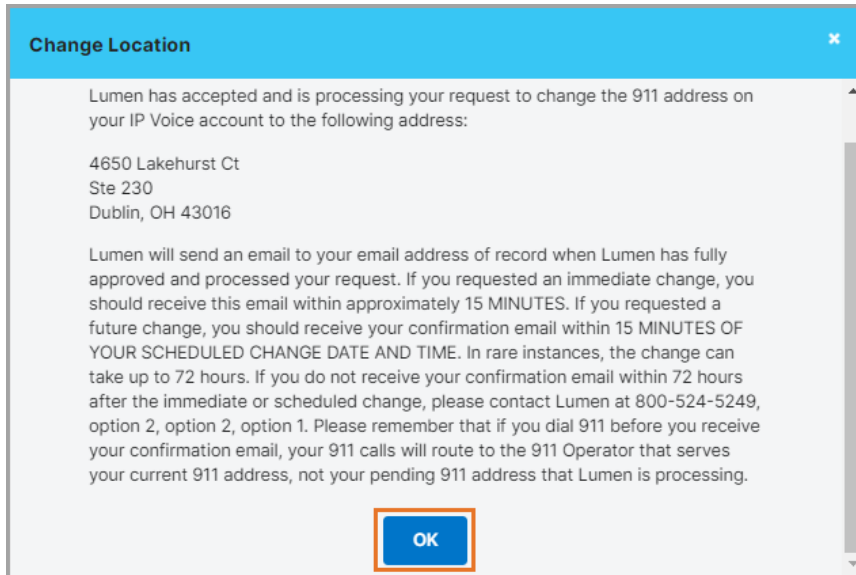 Change Location
Lumen has accepted and is processing your request to change the 911 address on
your IP Voice account to the following address:
4650 Lakehurst Ct
Ste 230
Dublin, OH 43016
Lumen will send an email to your email address of record when Lumen has fully
approved and processed your request. If you requested an immediate change, you
should receive this email within approximately 15 MINUTES. If you requested a
future change, you should receive your confirmation email within 15 MINUTES OF
YOUR SCHEDULED CHANGE DATE AND TIME. In rare instances, the change can
take up to 72 hours. If you do not receive your confirmation email within 72 hours
after the immediate or scheduled change, please contact Lumen at 800-524-5249,
option 2, option 2, option 1. Please remember that if you dial 911 before you receive
your confirmation email, your 911 calls will route to the 911 Operator that serves
your current 911 address, not your pending 911 address that Lumen is processing.
OK